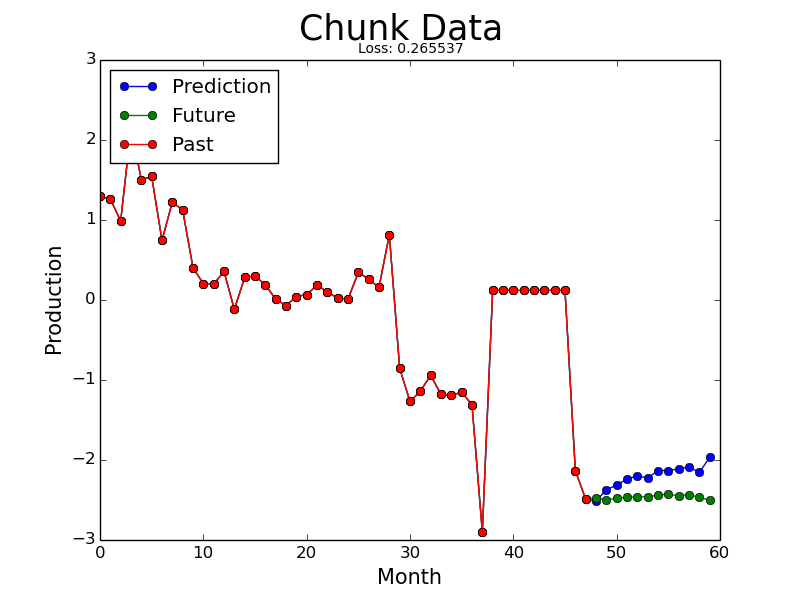 Chunk Data
Loss: 0.265537
3
2
1
0
−1
−2
−3
Production
Prediction
Future
Past
0 10 20 30 40 50 60
Month